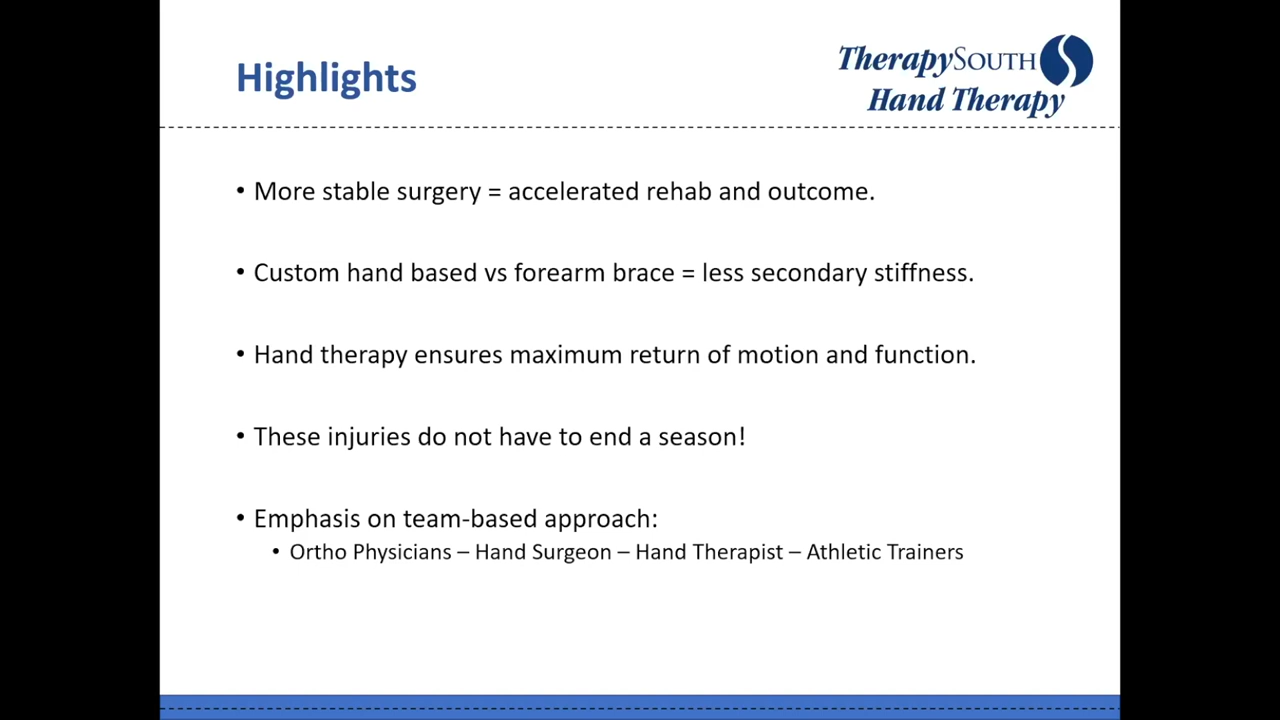 Highlights
TherapySOUTH
Hand Therapy
• More stable surgery = accelerated rehab and outcome.
• Custom hand based vs forearm brace = less secondary stiffness.
• Hand therapy ensures maximum return of motion and function.
• These injuries do not have to end a season!
• Emphasis on team-based approach:
• Ortho Physicians – Hand Surgeon – Hand Therapist – Athletic Trainers